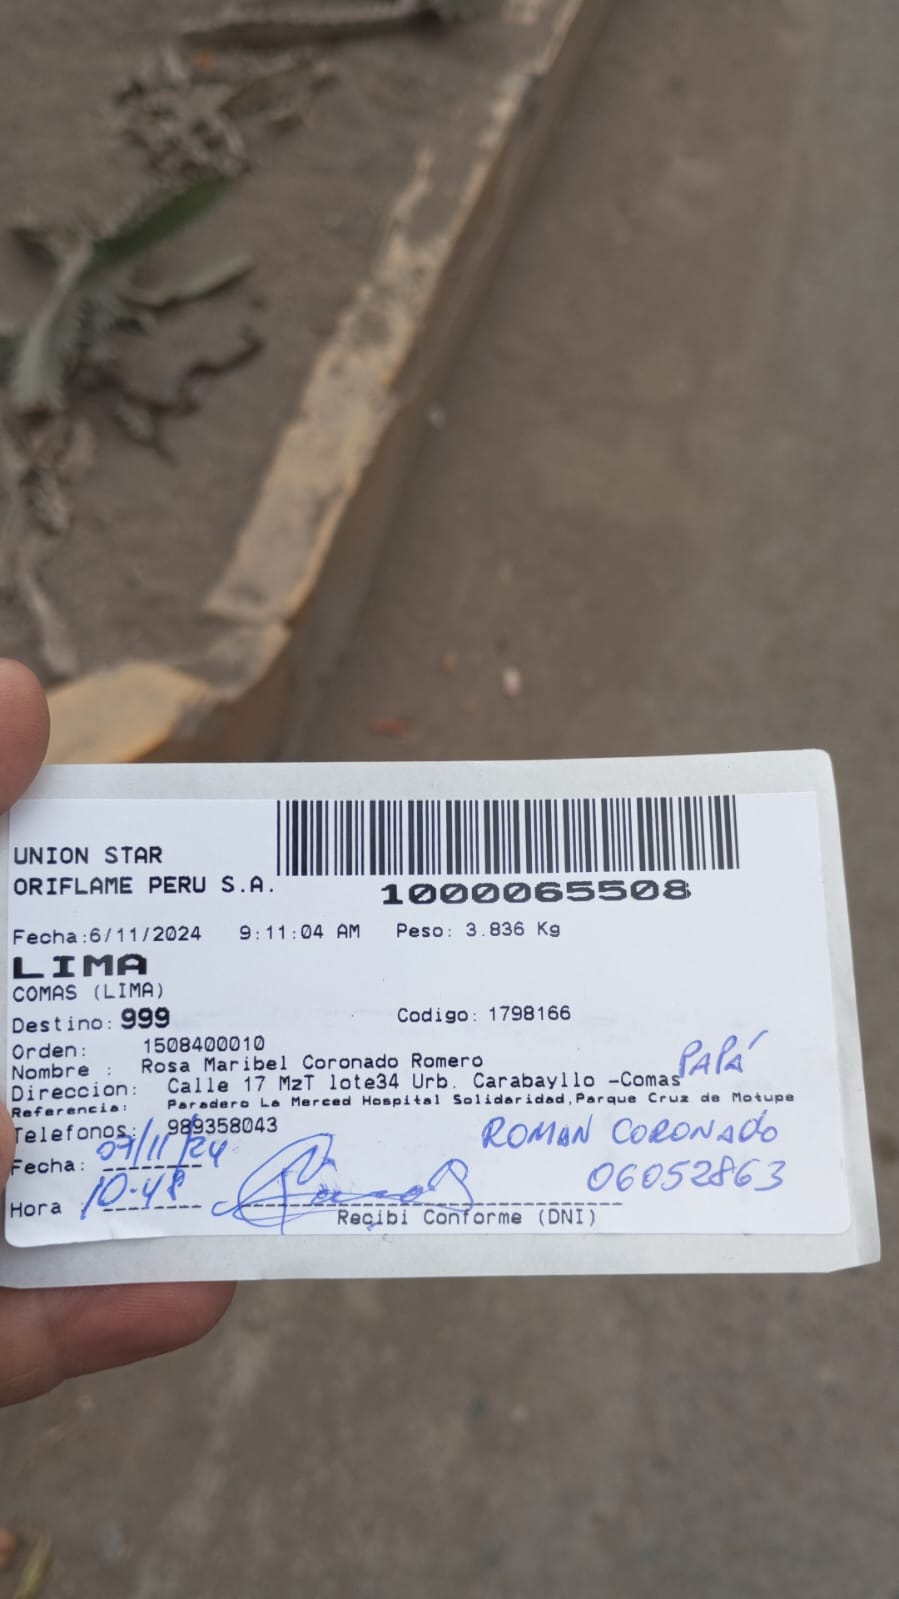 UNION STAR
ORIFLAME PERU S.A.
1000065508
Fecha:6/11/2024 9:11:04 AM Peso: 3.836 Kg
LIMA
COMAS (LIMA)
Destino: 999 Codigo: 1798166
Orden: 1508400010
Nombre : Rosa Maribel Coronado Romero
PAPÁ
Direccion: Calle 17 MzT lote34 Urb. Carabayllo -Comas
Referencia: Paradero La Merced Hospital Solidaridad,Parque Cruz de Motupe
Telefonos: 989358043
ROMAN CORONADO
Fecha: 07/11/24
06052863
Hora : 10.48
Recibi Conforme (DNI)